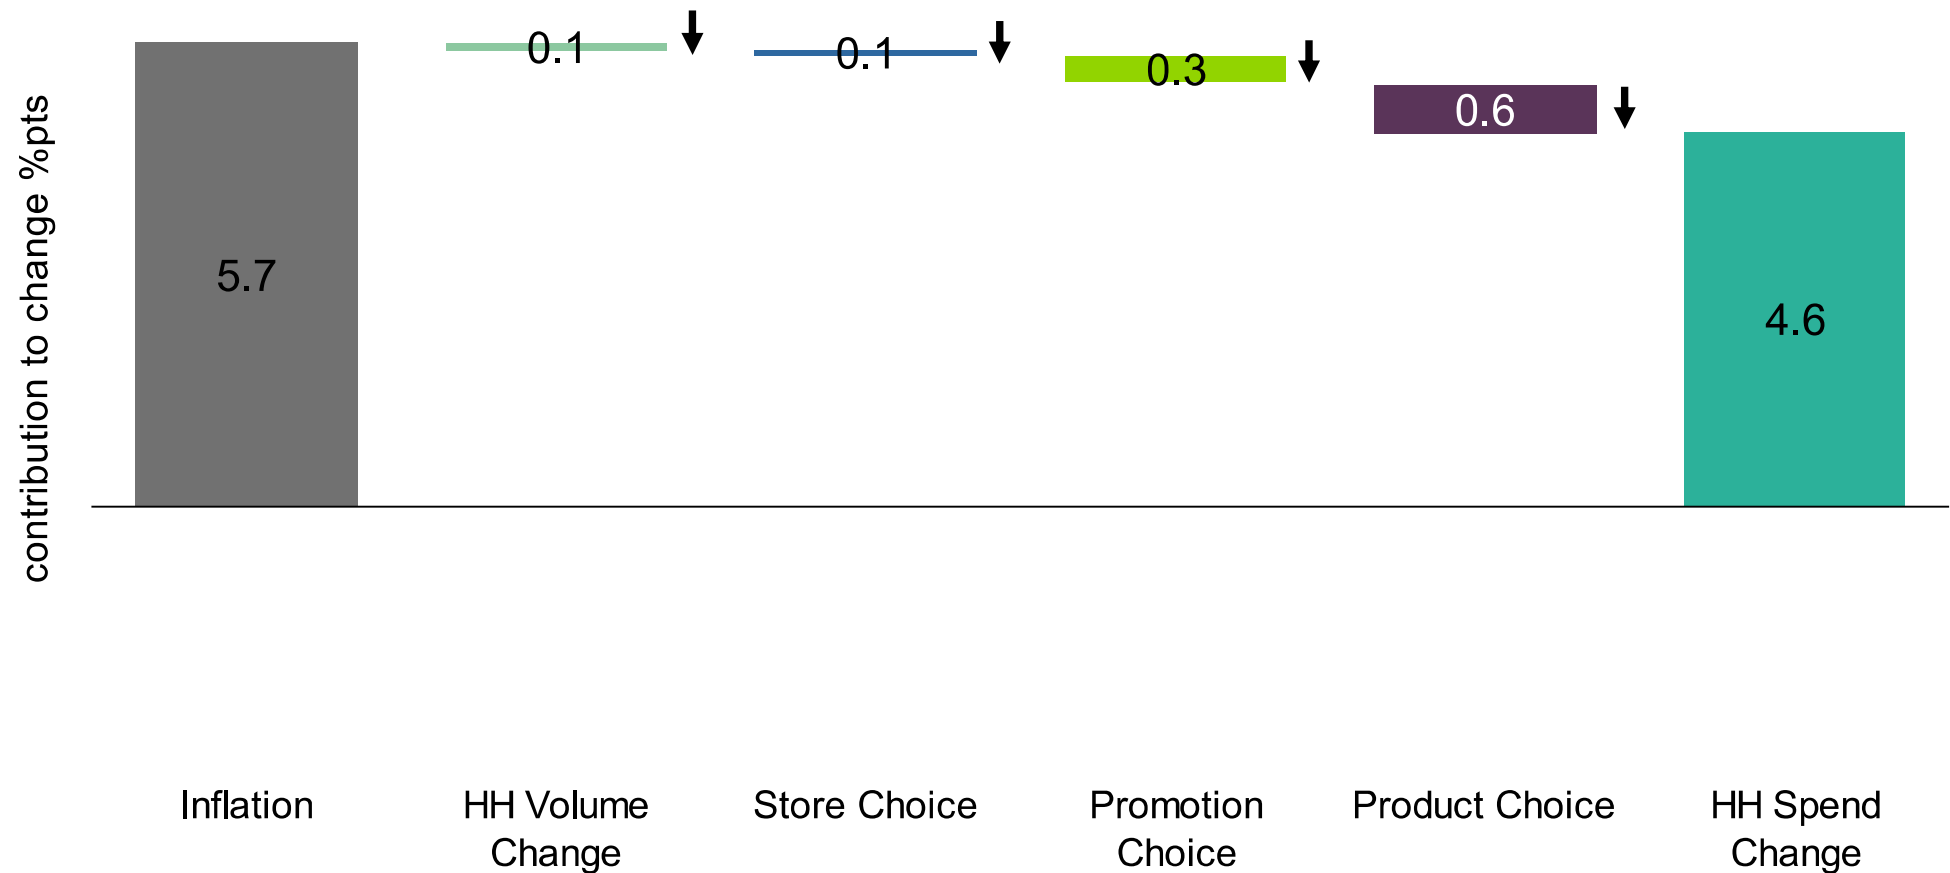 contribution to change %pts
5.7
0.1
0.1
0.3
0.6
4.6
Inflation
HH Volume
Change
Store Choice
Promotion
Choice
Product Choice
HH Spend
Change